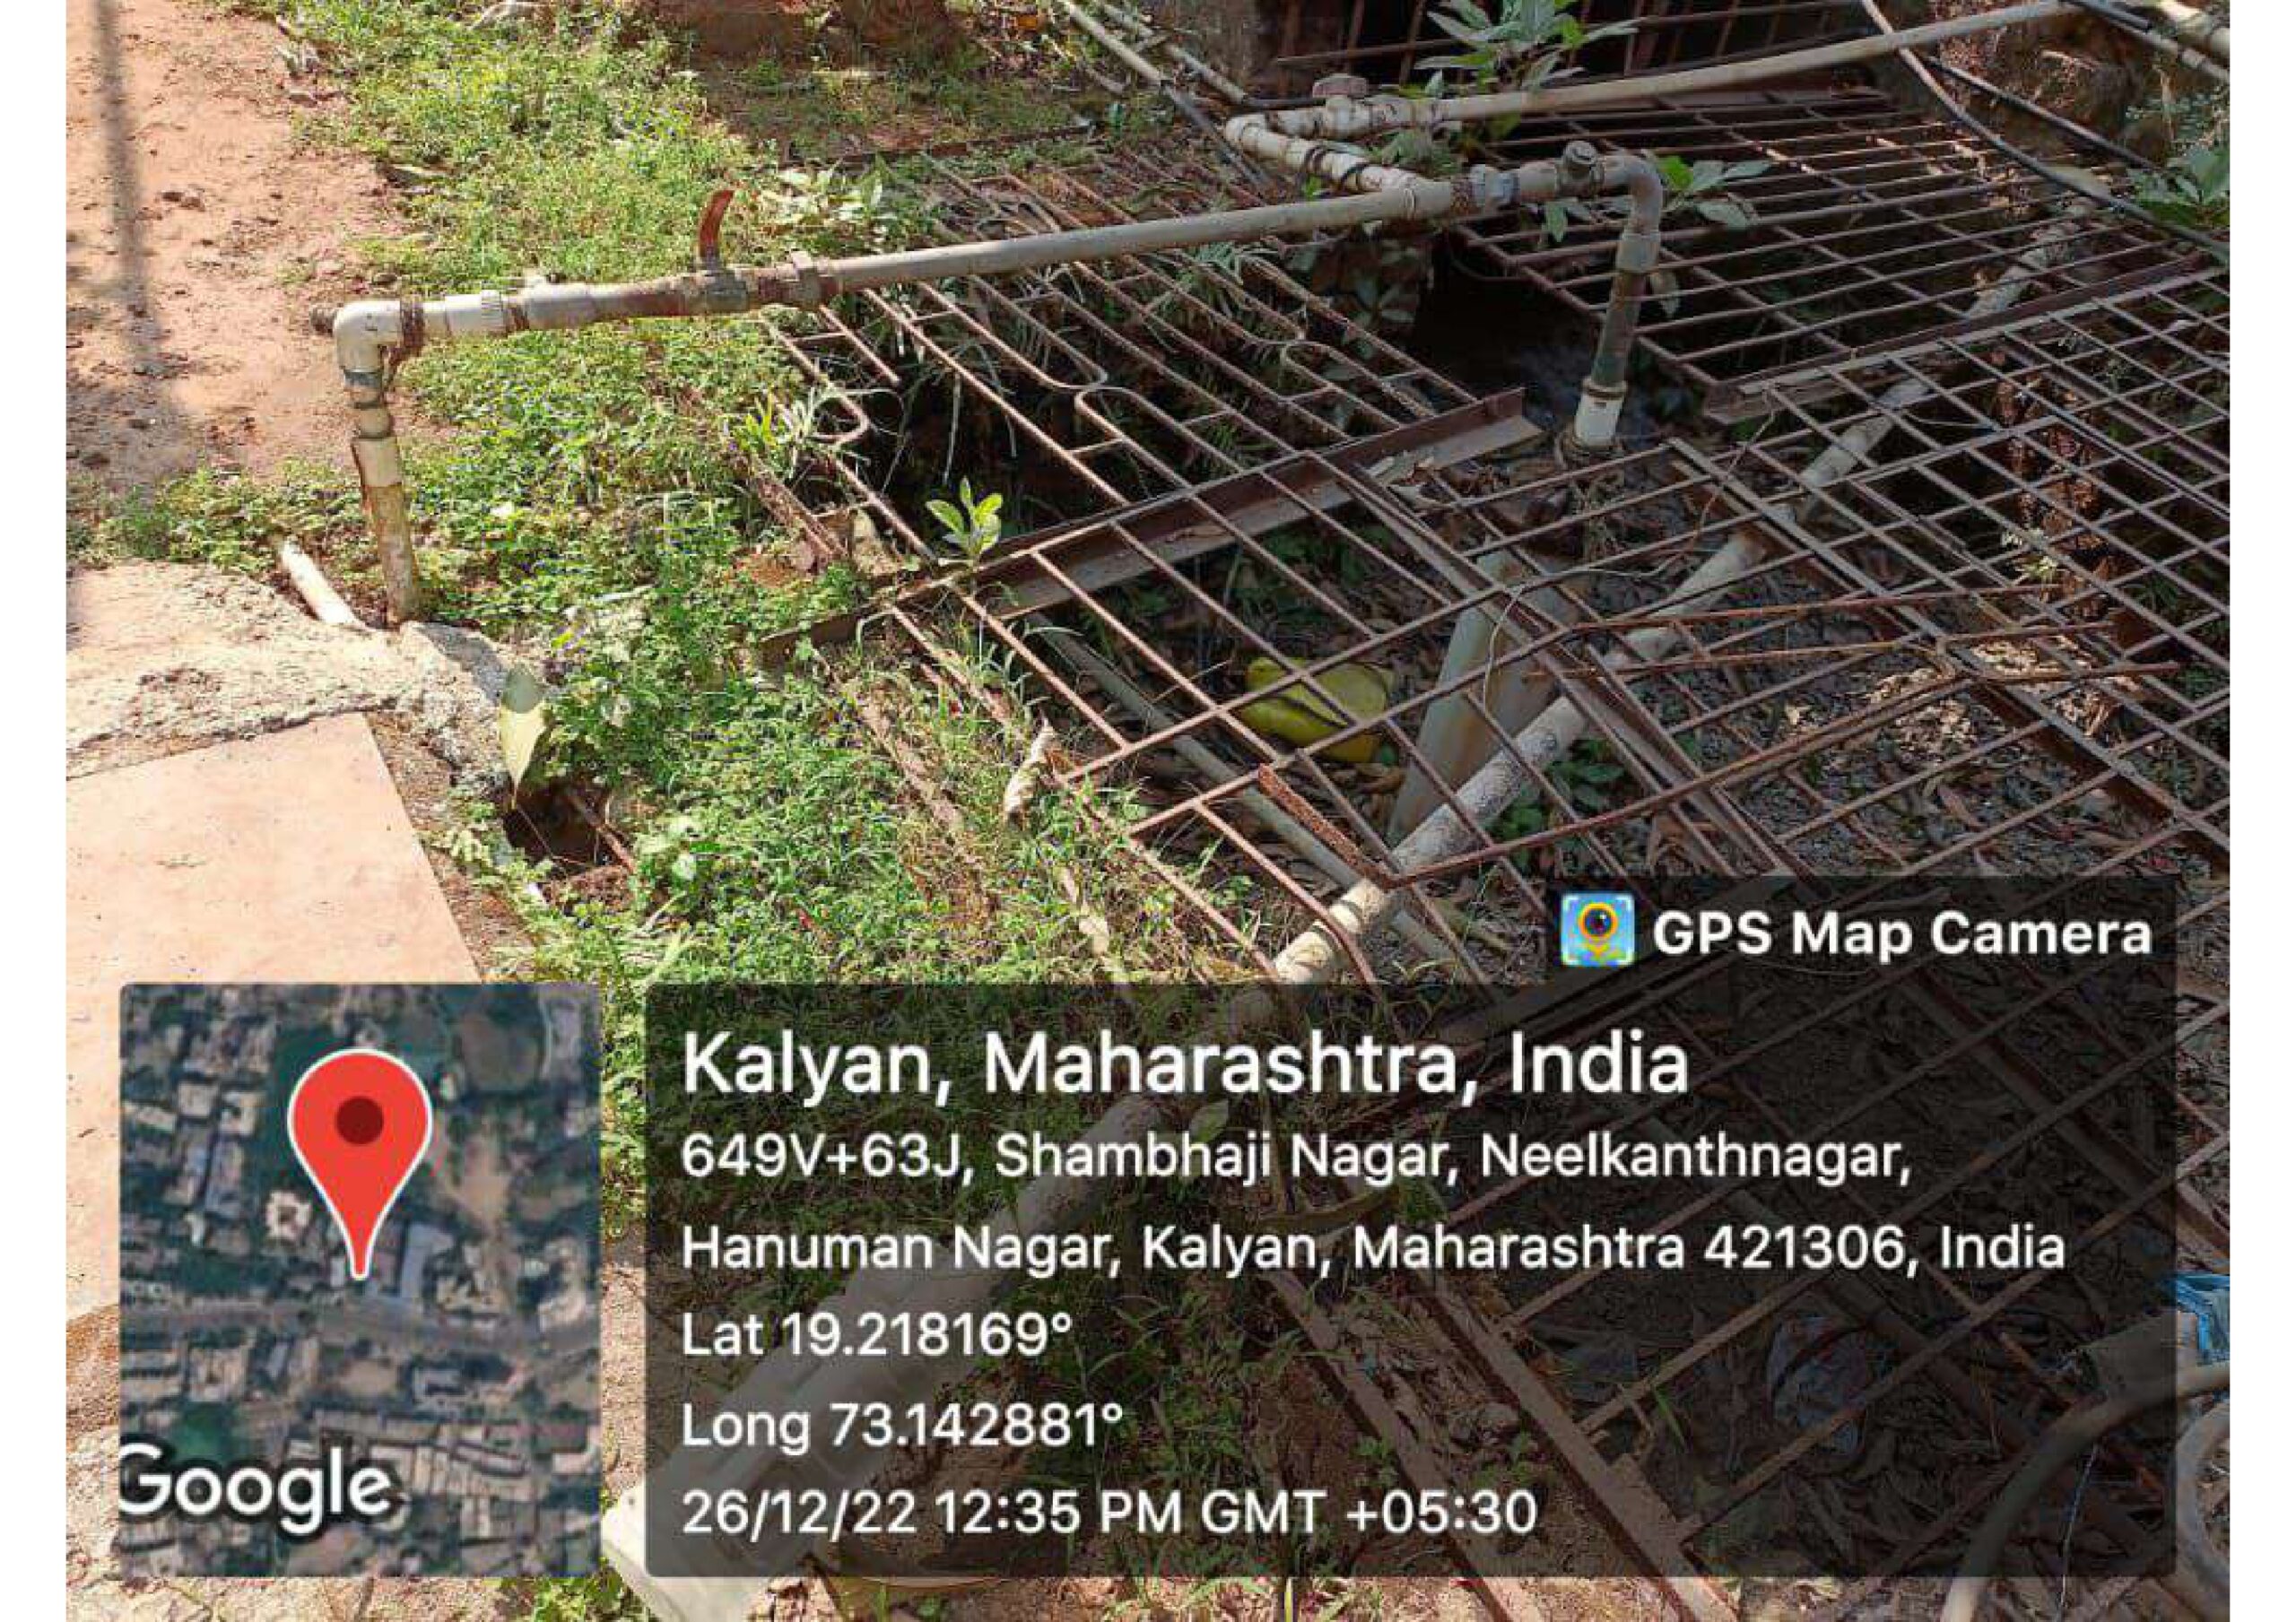 GPS Map Camera
Kalyan, Maharashtra, India
649V+63J, Shambhaji Nagar, Neelkanthnagar,
Hanuman Nagar, Kalyan, Maharashtra 421306, India
Lat 19.218169°
Long 73.142881°
26/12/22 12:35 PM GMT +05:30
Google